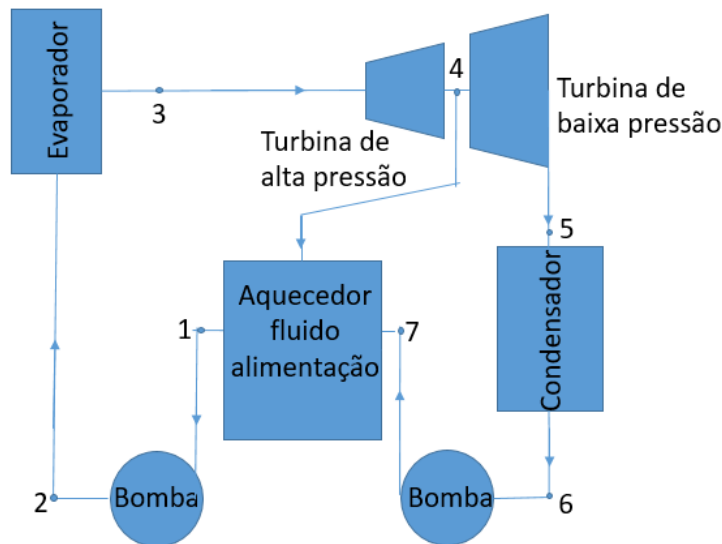 Evaporador
3
4
Turbina de
alta pressão
Turbina de
baixa pressão
5
Aquecedor
fluido
alimentação
1
7
Condensador
2
Bomba
Bomba
6